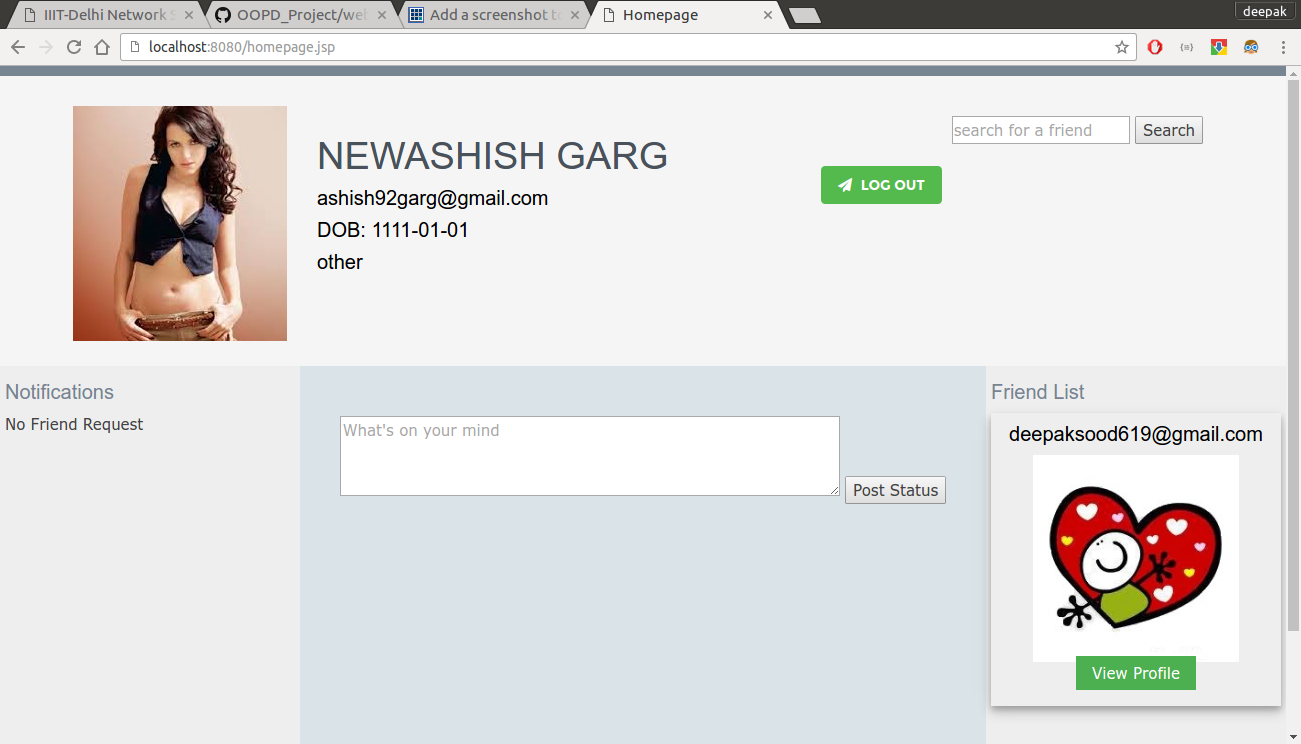 IIIT-Delhi Network S
OOPD_Project/web
Add a screenshot to
Homepage
deepak
localhost:8080/homepage.jsp
search for a friend
Search
NEWASHISH GARG
LOG OUT
ashish92garg@gmail.com
DOB: 1111-01-01
other
Notifications
No Friend Request
What's on your mind
Post Status
Friend List
deepaksood619@gmail.com
View Profile